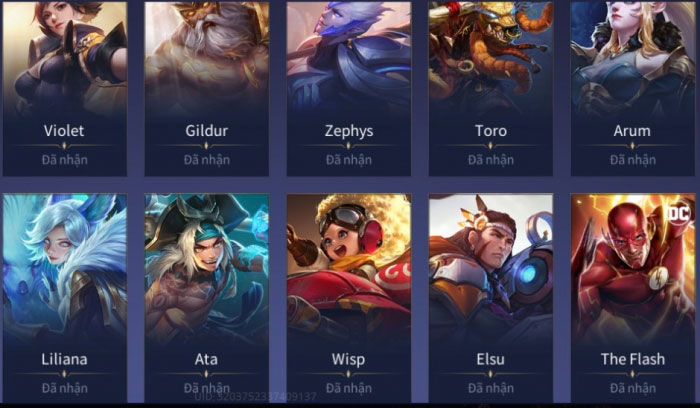 Violet Gildur Zephys Toro Arum
Đã nhận Đã nhận Đã nhận Đã nhận Đã nhận
DC
Liliana Ata Wisp Elsu The Flash
Đã nhận Đã nhận Đã nhận Đã nhận Đã nhận
UID: 5203752337409137